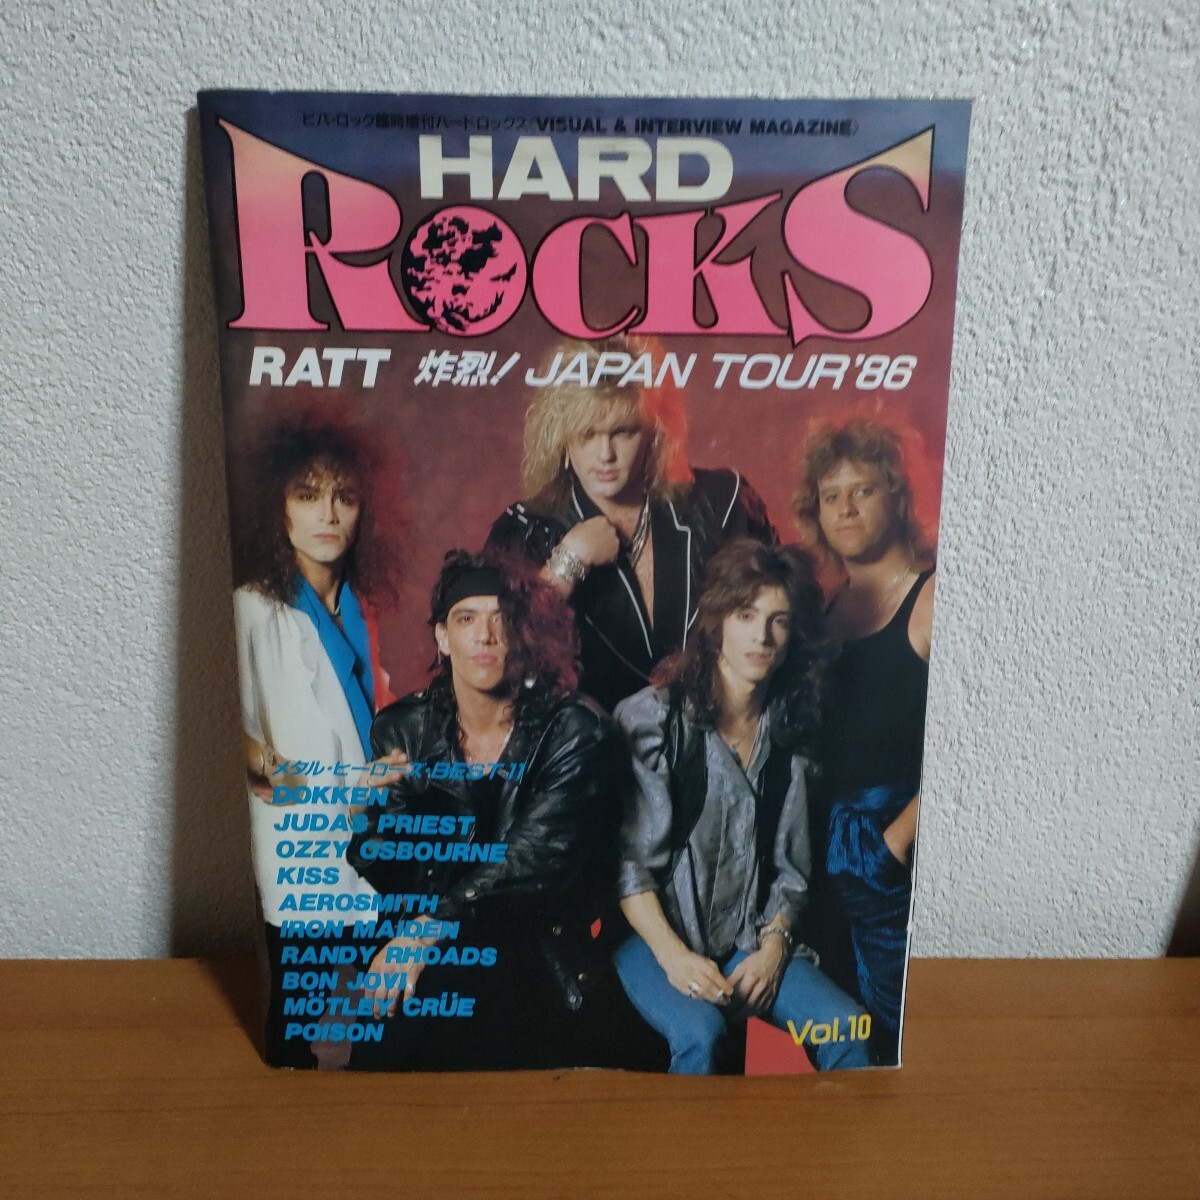 ビバ・ロック臨時増刊ハードロックス〈VISUAL & INTERVIEW MAGAZINE〉
HARD
ROCKS
RATT 炸烈! JAPAN TOUR '86
メタル・ヒーローズ・BEST・11
DOKKEN
JUDAS PRIEST
OZZY OSBOURNE
KISS
AEROSMITH
IRON MAIDEN
RANDY RHOADS
BON JOVI
MÖTLEY CRÜE
POISON
Vol.10